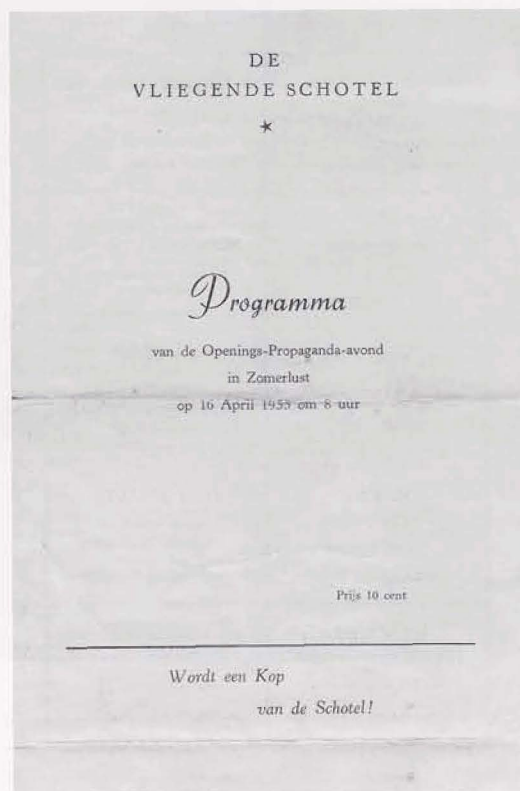 DE
VLIEGENDE SCHOTEL
Programma
van de Openings-Propaganda-avond
in Zomerlust
op 16 April 1955 om 8 uur
Prijs 10 cent
Wordt een Kop
van de Schotel!